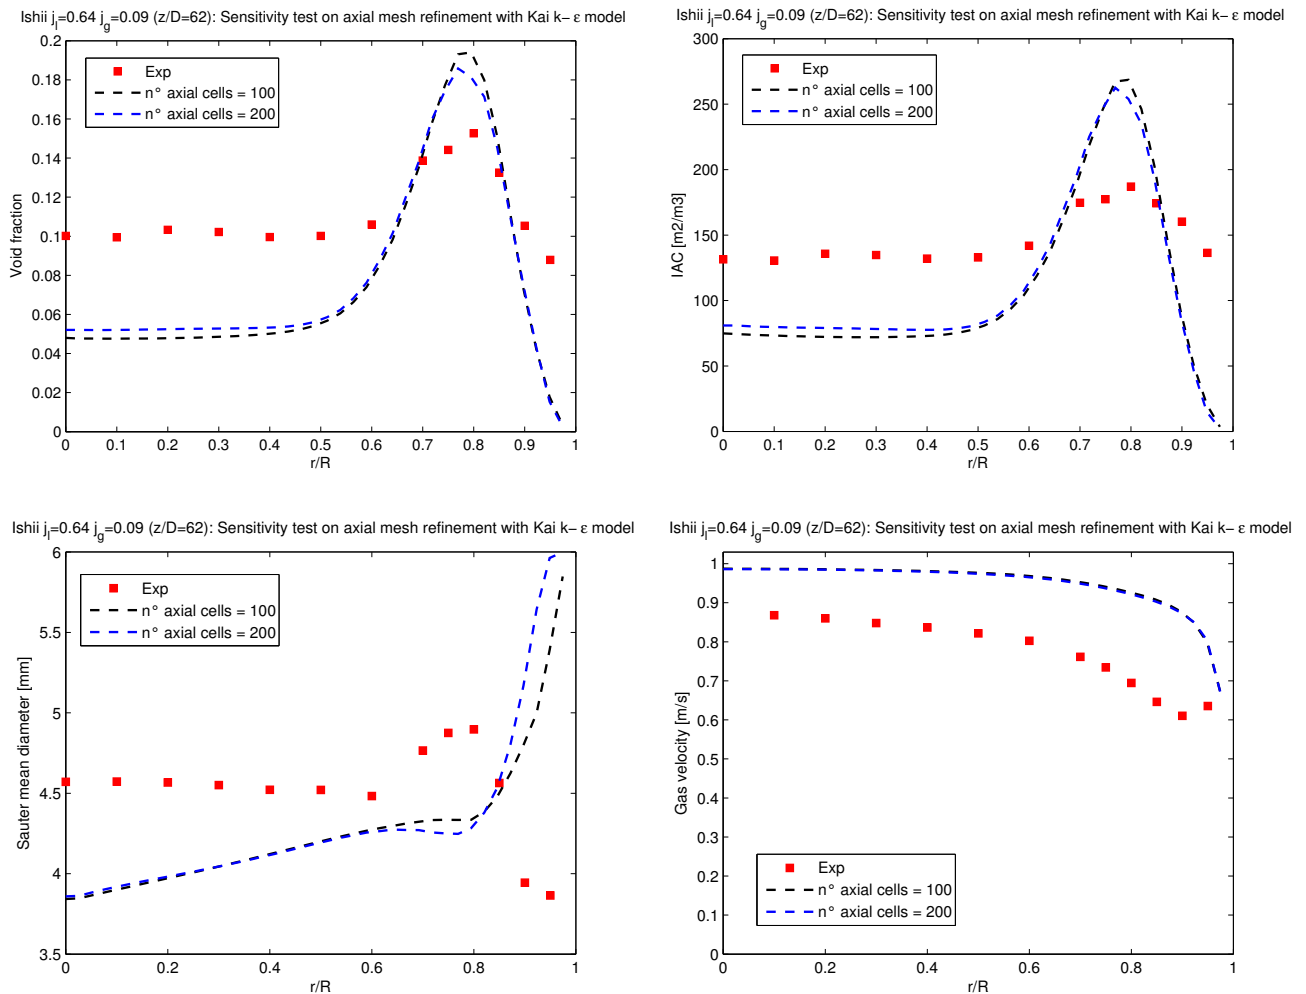 Ishii j_l=0.64 j_g=0.09 (z/D=62): Sensitivity test on axial mesh refinement with Kai k− ε model
0.2
0.18
0.16
0.14
0.12
0.1
0.08
0.06
0.04
0.02
0
Void fraction
Exp
n° axial cells = 100
n° axial cells = 200
0 0.1 0.2 0.3 0.4 0.5 0.6 0.7 0.8 0.9 1
r/R
Ishii j_l=0.64 j_g=0.09 (z/D=62): Sensitivity test on axial mesh refinement with Kai k− ε model
300
250
200
150
100
50
0
IAC [m2/m3]
Exp
n° axial cells = 100
n° axial cells = 200
0 0.1 0.2 0.3 0.4 0.5 0.6 0.7 0.8 0.9 1
r/R
Ishii j_l=0.64 j_g=0.09 (z/D=62): Sensitivity test on axial mesh refinement with Kai k− ε model
6
5.5
5
4.5
4
3.5
Sauter mean diameter [mm]
Exp
n° axial cells = 100
n° axial cells = 200
0 0.2 0.4 0.6 0.8 1
r/R
Ishii j_l=0.64 j_g=0.09 (z/D=62): Sensitivity test on axial mesh refinement with Kai k− ε model
1
0.9
0.8
0.7
0.6
0.5
0.4
0.3
0.2
0.1
0
Gas velocity [m/s]
Exp
n° axial cells = 100
n° axial cells = 200
0.2 0.4 0.6 0.8 1
r/R